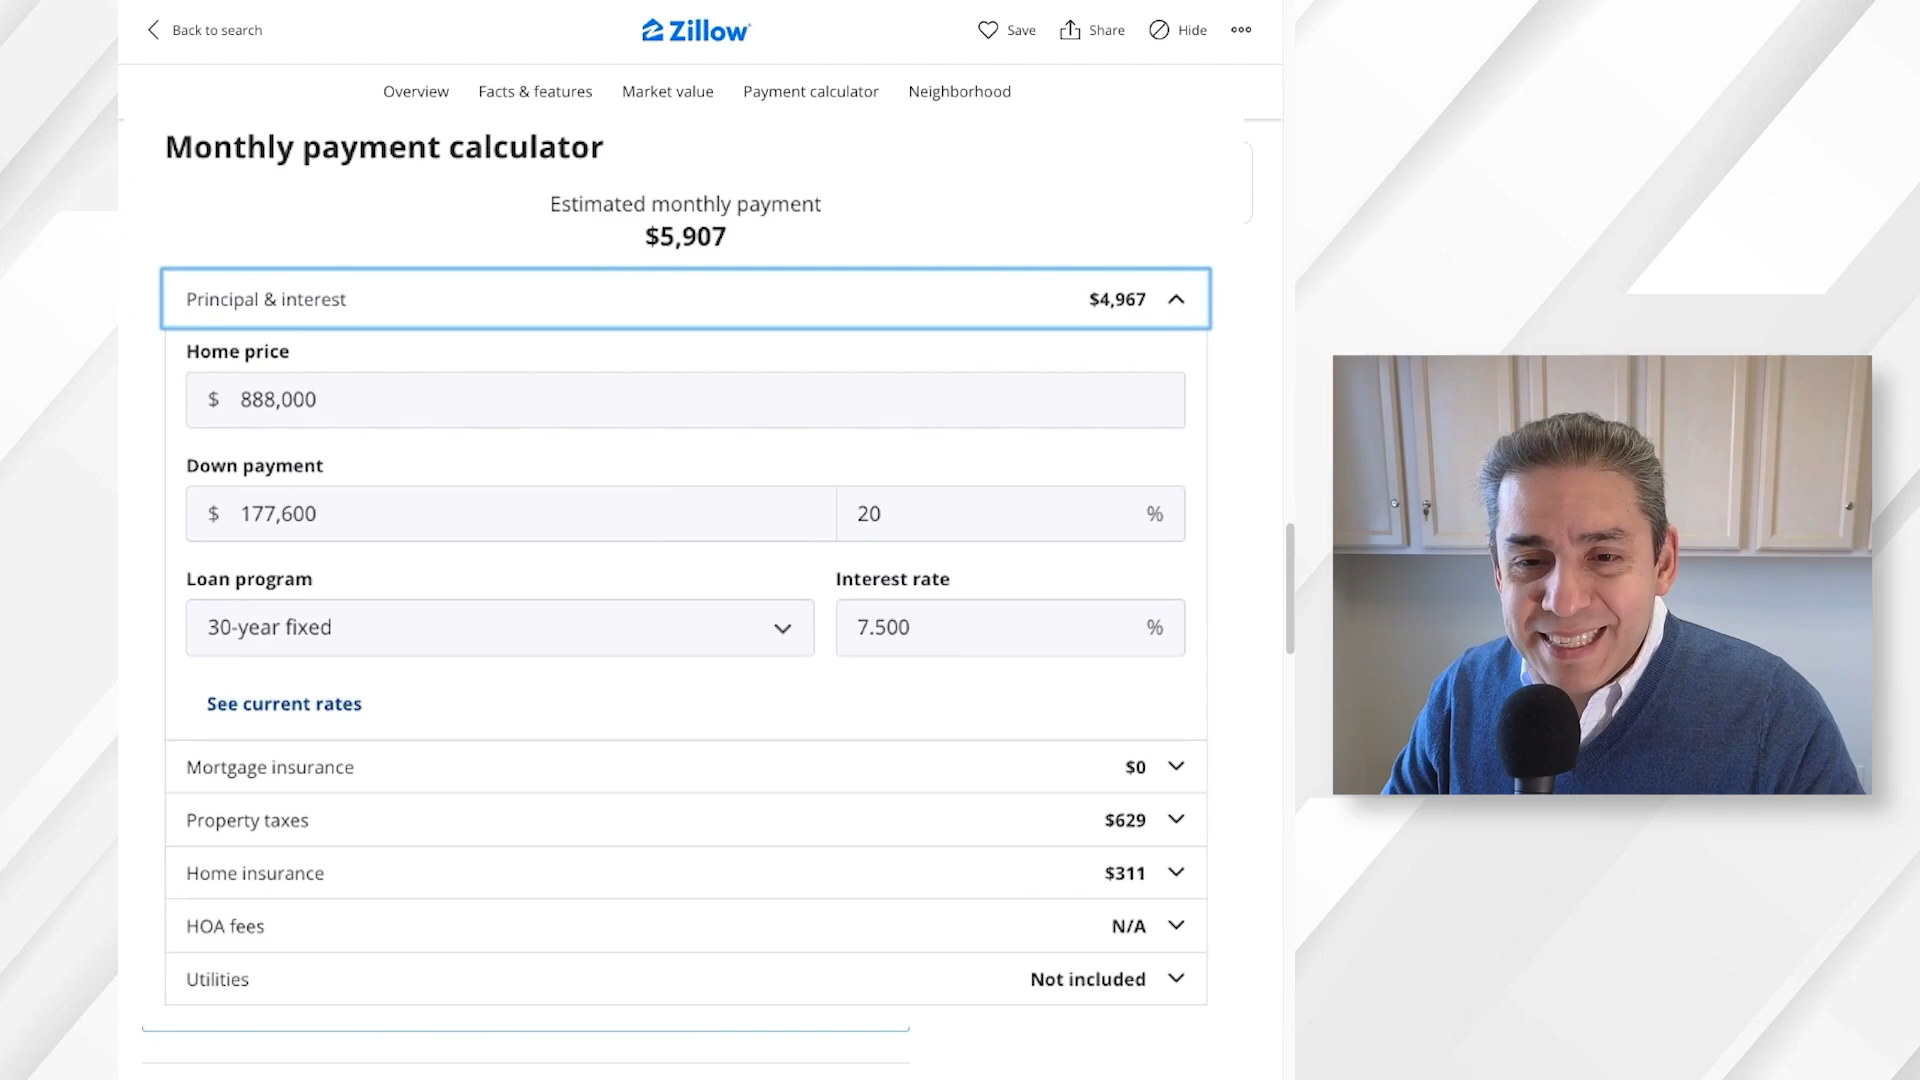 Back to search
Zillow
Save
Share
Hide
Overview
Facts & features
Market value
Payment calculator
Neighborhood
Monthly payment calculator
Estimated monthly payment
$5,907
Principal & interest $4,967
Home price
$ 888,000
Down payment
$ 177,600 20 %
Loan program Interest rate
30-year fixed 7.500 %
See current rates
Mortgage insurance $0
Property taxes $629
Home insurance $311
HOA fees N/A
Utilities Not included